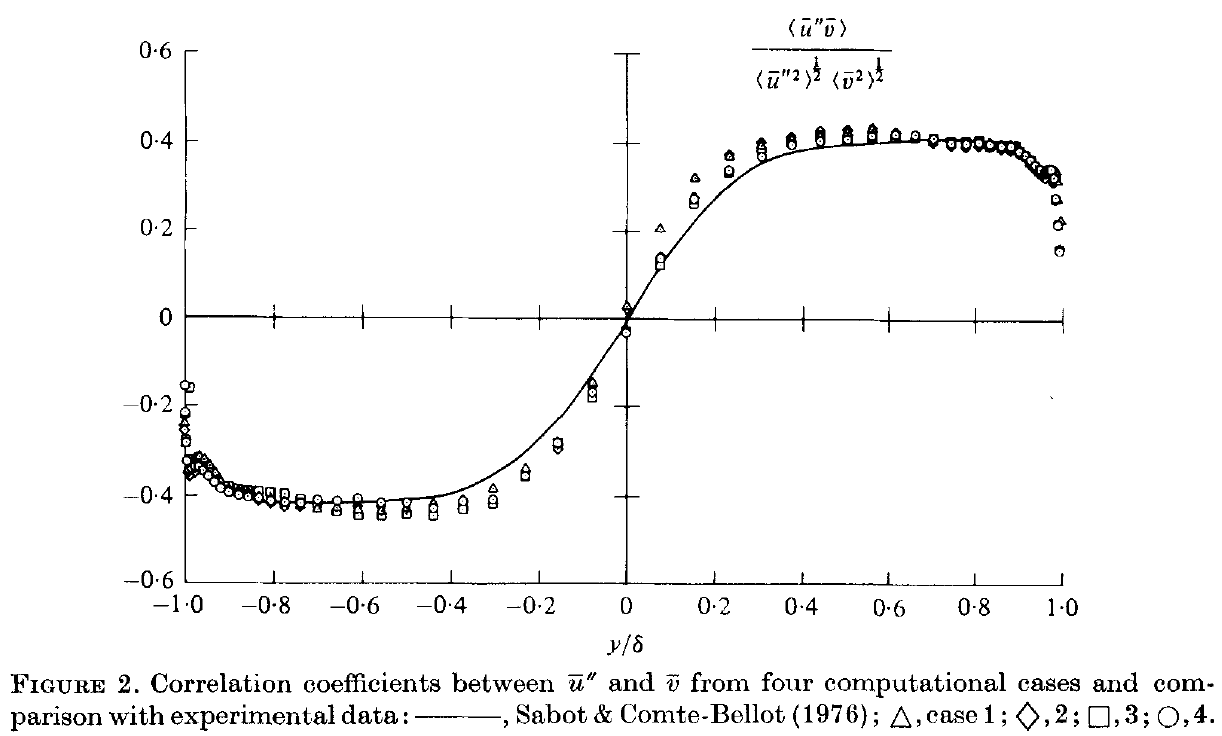 ⟨ū″v̄⟩
⟨ū″²⟩^½ ⟨v̄²⟩^½
0·6
0·4
0·2
0
−0·2
−0·4
−0·6
−1·0 −0·8 −0·6 −0·4 −0·2 0 0·2 0·4 0·6 0·8 1·0
y/δ
FIGURE 2. Correlation coefficients between ū″ and v̄ from four computational cases and com-
parison with experimental data: ———, Sabot & Comte-Bellot (1976); △, case 1; ◇, 2; □, 3; ○, 4.